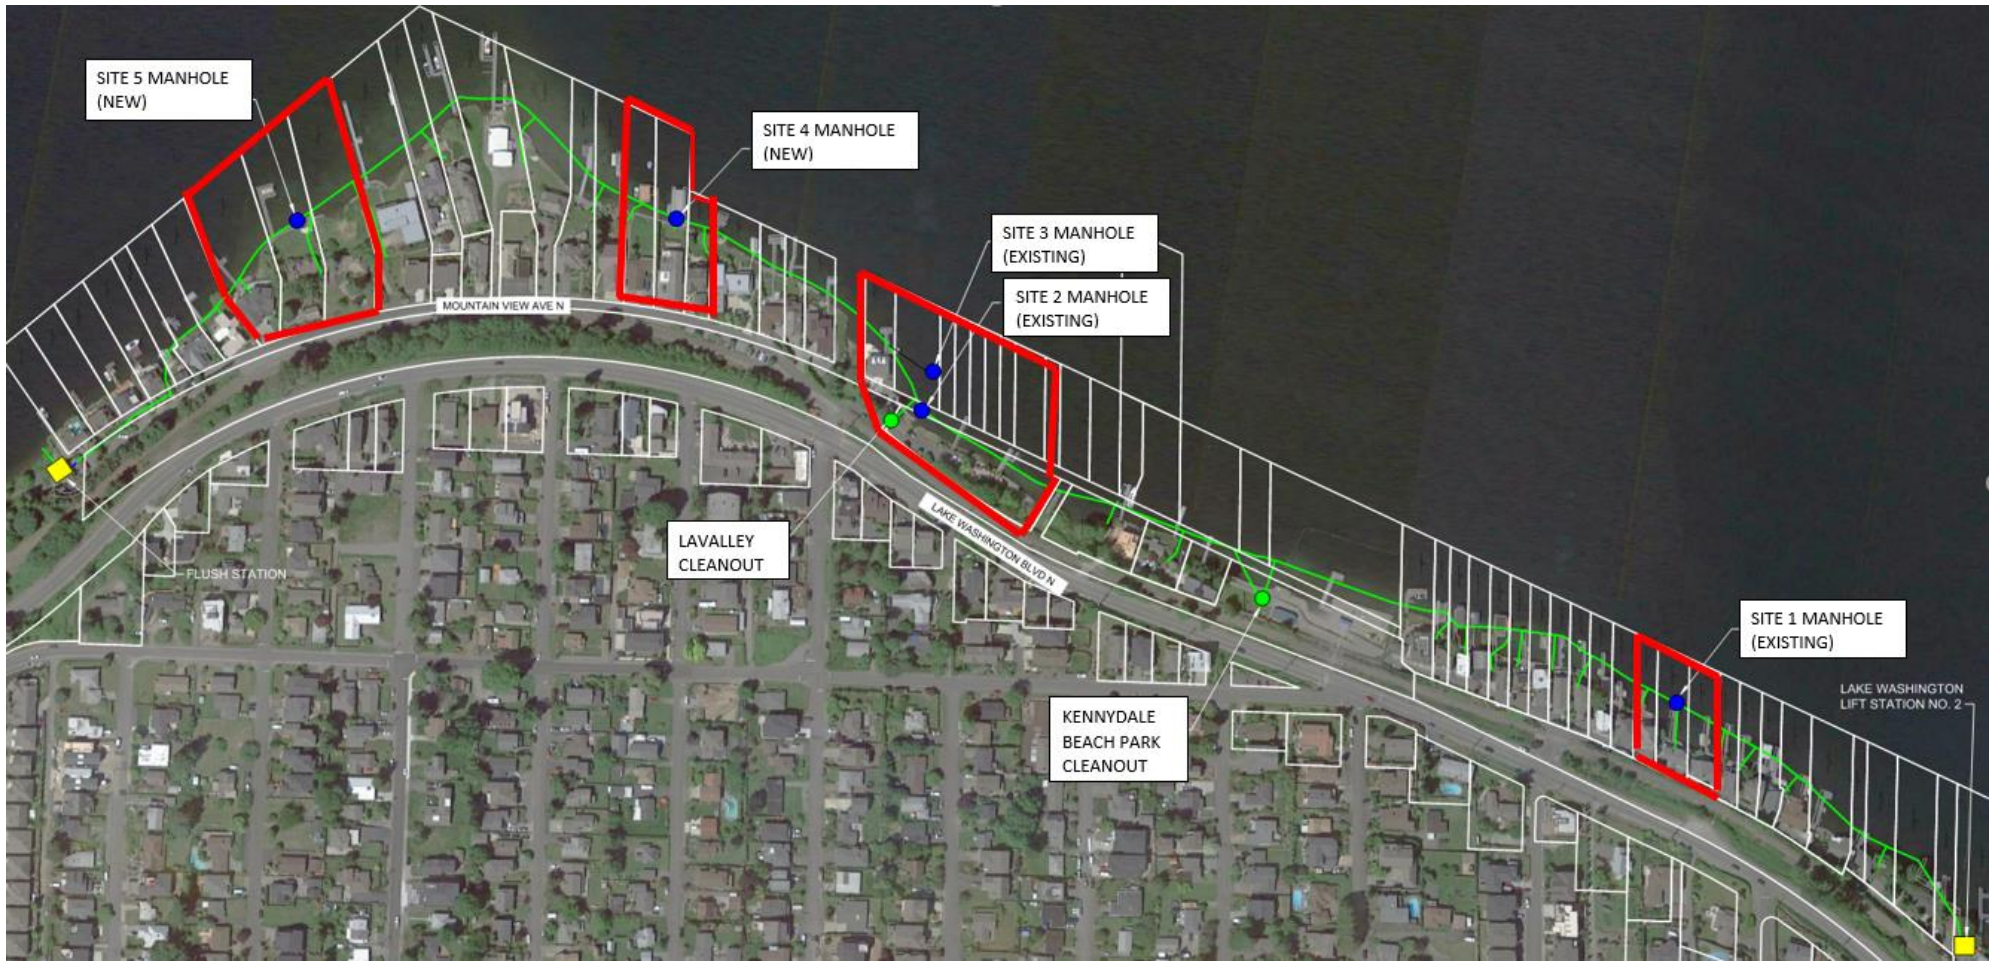 SITE 5 MANHOLE
(NEW)
SITE 4 MANHOLE
(NEW)
SITE 3 MANHOLE
(EXISTING)
SITE 2 MANHOLE
(EXISTING)
MOUNTAIN VIEW AVE N
LAVALLEY
CLEANOUT
LAKE WASHINGTON BLVD N
FLUSH STATION
SITE 1 MANHOLE
(EXISTING)
KENNYDALE
BEACH PARK
CLEANOUT
LAKE WASHINGTON
LIFT STATION NO. 2